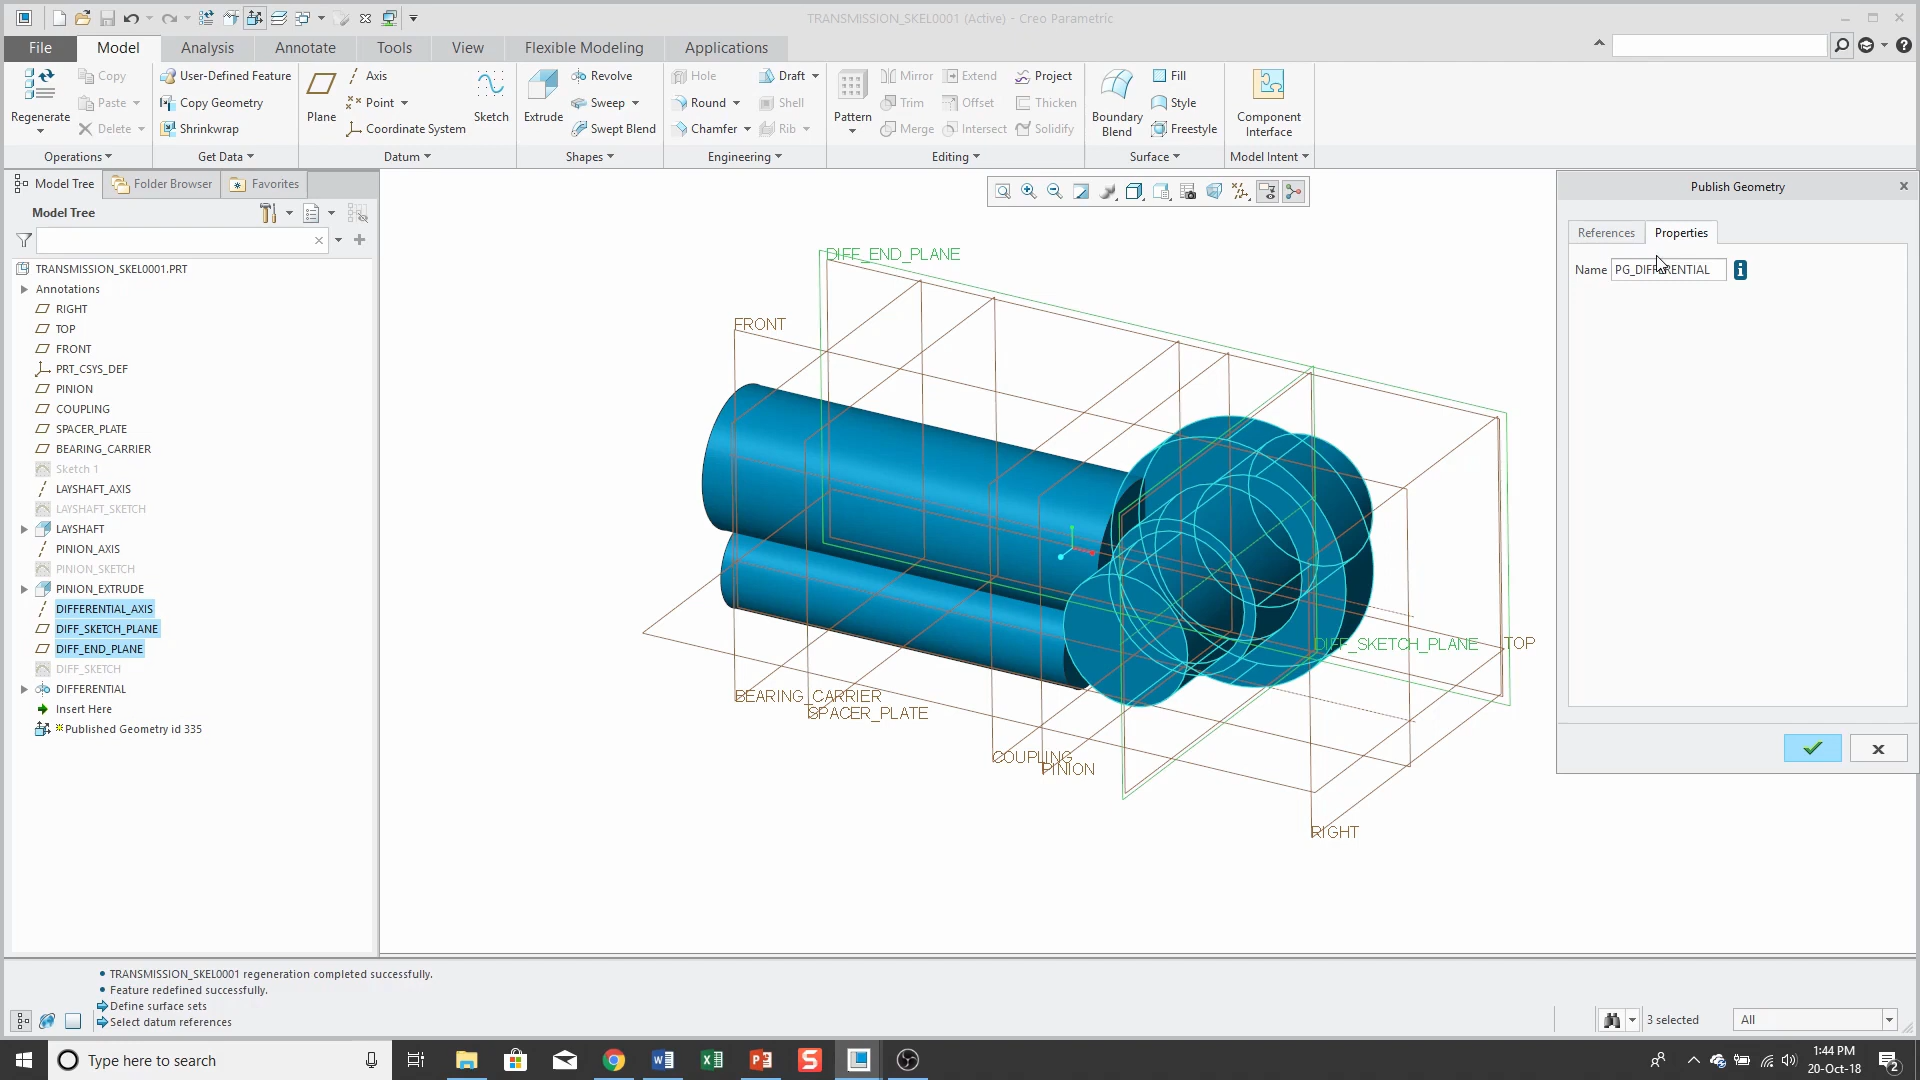 TRANSMISSION_SKEL0001 (Active) - Creo Parametric
File Model Analysis Annotate Tools View Flexible Modeling Applications
Regenerate
Copy
Paste
Delete
Operations
User-Defined Feature
Copy Geometry
Shrinkwrap
Get Data
Plane
Axis
Point
Coordinate System
Sketch
Datum
Extrude
Revolve
Sweep
Swept Blend
Shapes
Hole
Round
Chamfer
Draft
Shell
Rib
Engineering
Pattern
Mirror
Trim
Merge
Extend
Offset
Intersect
Project
Thicken
Solidify
Editing
Boundary
Blend
Fill
Style
Freestyle
Surface
Component
Interface
Model Intent
Model Tree Folder Browser Favorites
Model Tree
TRANSMISSION_SKEL0001.PRT
Annotations
RIGHT
TOP
FRONT
PRT_CSYS_DEF
PINION
COUPLING
SPACER_PLATE
BEARING_CARRIER
Sketch 1
LAYSHAFT_AXIS
LAYSHAFT_SKETCH
LAYSHAFT
PINION_AXIS
PINION_SKETCH
PINION_EXTRUDE
DIFFERENTIAL_AXIS
DIFF_SKETCH_PLANE
DIFF_END_PLANE
DIFF_SKETCH
DIFFERENTIAL
Insert Here
*Published Geometry id 335
DIFF_END_PLANE
FRONT
DIFF_SKETCH_PLANE
TOP
BEARING_CARRIER
SPACER_PLATE
COUPLING
PINION
RIGHT
Publish Geometry
References Properties
Name PG_DIFFERENTIAL
TRANSMISSION_SKEL0001 regeneration completed successfully.
Feature redefined successfully.
Define surface sets
Select datum references
3 selected All
Type here to search
1:44 PM
20-Oct-18
2